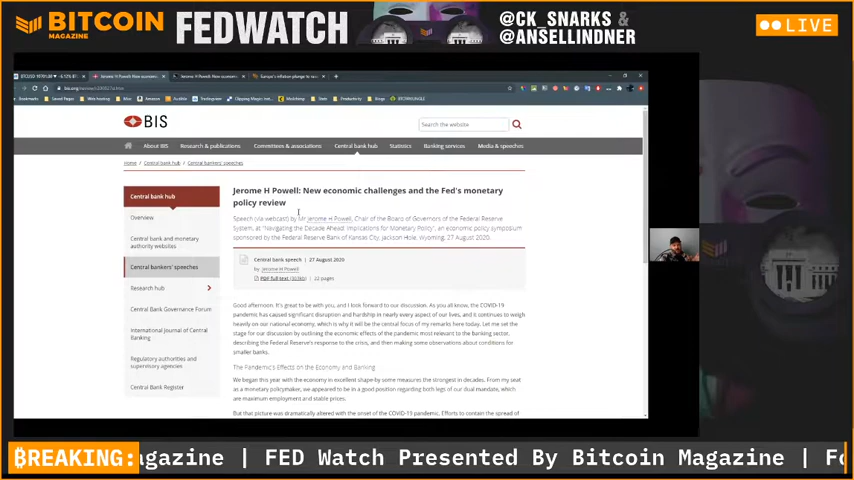 BITCOIN
MAGAZINE
FEDWATCH
@CK_SNARKS &
@ANSELLINDNER
LIVE
BIS
Search the website
About BIS Research & publications Committees & associations Central bank hub Statistics Banking services Media & speeches
Home Central bank hub Central bankers' speeches
Central bank hub
Overview
Central bank and monetary
authority websites
Central bankers' speeches
Research hub
Central Bank Governance Forum
International Journal of Central
Banking
Regulatory authorities and
supervisory agencies
Central Bank Register
Jerome H Powell: New economic challenges and the Fed's monetary
policy review
Speech (via webcast) by Mr Jerome H Powell, Chair of the Board of Governors of the Federal Reserve
System, at "Navigating the Decade Ahead: Implications for Monetary Policy", an economic policy symposium
sponsored by the Federal Reserve Bank of Kansas City, Jackson Hole, Wyoming, 27 August 2020.
Central bank speech | 27 August 2020
by Jerome H Powell
PDF full text | 22 pages
Good afternoon. It's great to be with you, and I look forward to our discussion. As you all know, the COVID-19
pandemic has caused significant disruption and hardship in nearly every aspect of our lives, and it continues to weigh
heavily on our national economy, which is why it will be the central focus of my remarks here today. Let me set the
stage for our discussion by outlining the economic effects of the pandemic most relevant to the banking sector,
describing the Federal Reserve's response to the crisis, and then making some observations about conditions for
smaller banks.
The Pandemic's Effects on the Economy and Banking
We began this year with the economy in excellent shape-by some measures the strongest in decades. From my seat
as a monetary policymaker, we appeared to be in a good position regarding both legs of our dual mandate, which are
maximum employment and stable prices.
But that picture was dramatically altered with the onset of the COVID-19 pandemic. Efforts to contain the spread of
BREAKING: agazine | FED Watch Presented By Bitcoin Magazine | Fo